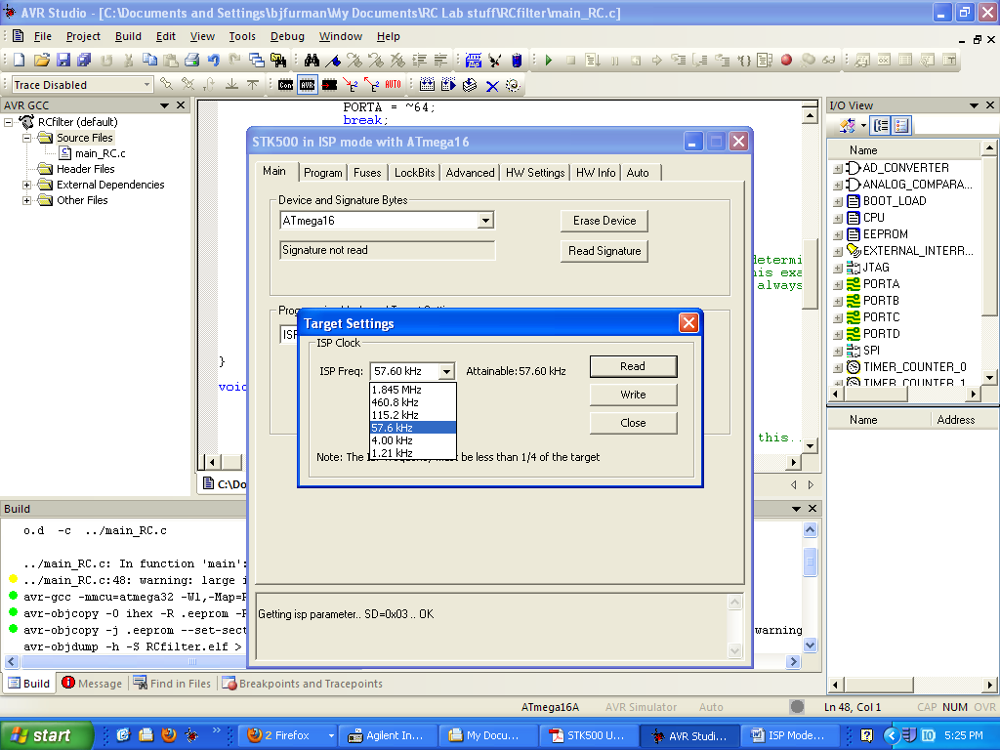 AVR Studio - [C:\Documents and Settings\bjfurman\My Documents\RC Lab stuff\RCfilter\main_RC.c]
File Project Build Edit View Tools Debug Window Help
Trace Disabled
Con AVR AUTO
AVR GCC
RCfilter (default)
Source Files
main_RC.c
Header Files
External Dependencies
Other Files
PORTA = ~64;
break;
}
C:\Do
STK500 in ISP mode with ATmega16
Main Program Fuses LockBits Advanced HW Settings HW Info Auto
Device and Signature Bytes
ATmega16
Erase Device
Signature not read
Read Signature
Target Settings
ISP Clock
ISP Freq: 57.60 kHz Attainable: 57.60 kHz
Read
1.845 MHz
460.8 kHz
115.2 kHz
57.6 kHz
4.00 kHz
1.21 kHz
Write
Close
must be less than 1/4 of the target
Note: The
Getting isp parameter.. SD=0x03 .. OK
always
this..
I/O View
Name
AD_CONVERTER
ANALOG_COMPARA...
BOOT_LOAD
CPU
EEPROM
EXTERNAL_INTERR...
JTAG
PORTA
PORTB
PORTC
PORTD
SPI
TIMER_COUNTER_0
TIMER_COUNTER_1
Name Address
Build
o.d -c ../main_RC.c
../main_RC.c: In function 'main':
../main_RC.c:48: warning: large
avr-gcc -mmcu=atmega32 -Wl,-Map=
avr-objcopy -O ihex -R .eeprom
avr-objcopy -j .eeprom --set-sect
warning
avr-objdump -h -S RCfilter.elf >
Build Message Find in Files Breakpoints and Tracepoints
ATmega16A AVR Simulator Auto Ln 48, Col 1 CAP NUM OVR
start 2 Firefox Agilent In... My Docu... STK500 U... AVR Studi... ISP Mode... 5:25 PM